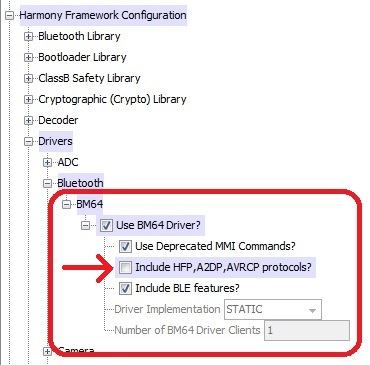 Harmony Framework Configuration
Bluetooth Library
Bootloader Library
ClassB Safety Library
Cryptographic (Crypto) Library
Decoder
Drivers
ADC
Bluetooth
BM64
Use BM64 Driver?
Use Deprecated MMI Commands?
Include HFP,A2DP,AVRCP protocols?
Include BLE features?
Driver Implementation STATIC
Number of BM64 Driver Clients 1
Camera